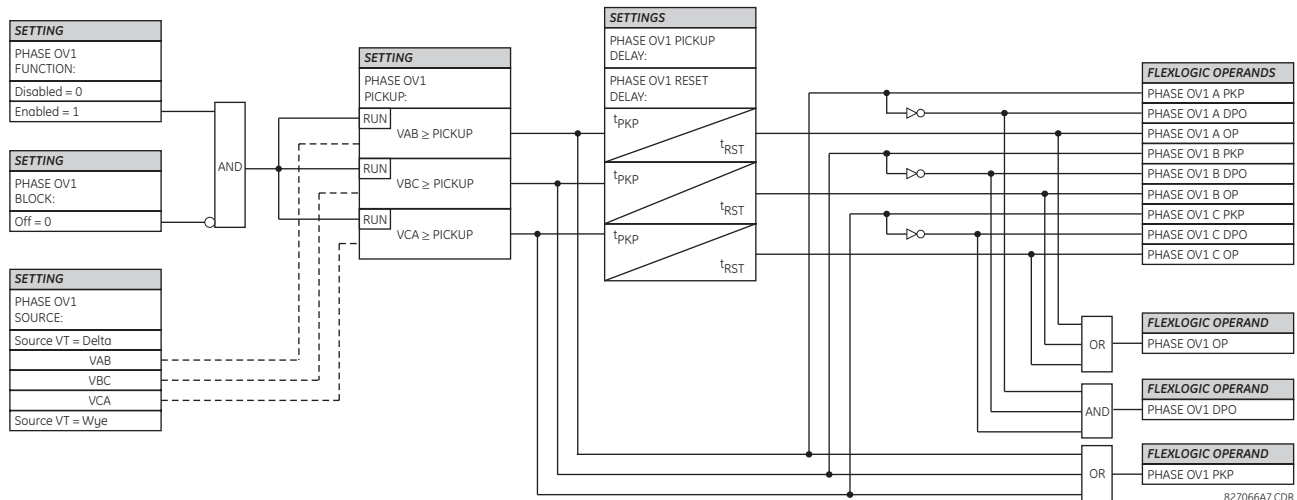 SETTING
PHASE OV1
FUNCTION:
Disabled = 0
Enabled = 1
SETTING
PHASE OV1
BLOCK:
Off = 0
SETTING
PHASE OV1
SOURCE:
Source VT = Delta
VAB
VBC
VCA
Source VT = Wye
AND
SETTING
PHASE OV1
PICKUP:
RUN
VAB ≥ PICKUP
RUN
VBC ≥ PICKUP
RUN
VCA ≥ PICKUP
SETTINGS
PHASE OV1 PICKUP
DELAY:
PHASE OV1 RESET
DELAY:
tPKP
tRST
tPKP
tRST
tPKP
tRST
FLEXLOGIC OPERANDS
PHASE OV1 A PKP
PHASE OV1 A DPO
PHASE OV1 A OP
PHASE OV1 B PKP
PHASE OV1 B DPO
PHASE OV1 B OP
PHASE OV1 C PKP
PHASE OV1 C DPO
PHASE OV1 C OP
OR
FLEXLOGIC OPERAND
PHASE OV1 OP
AND
FLEXLOGIC OPERAND
PHASE OV1 DPO
OR
FLEXLOGIC OPERAND
PHASE OV1 PKP
827066A7.CDR